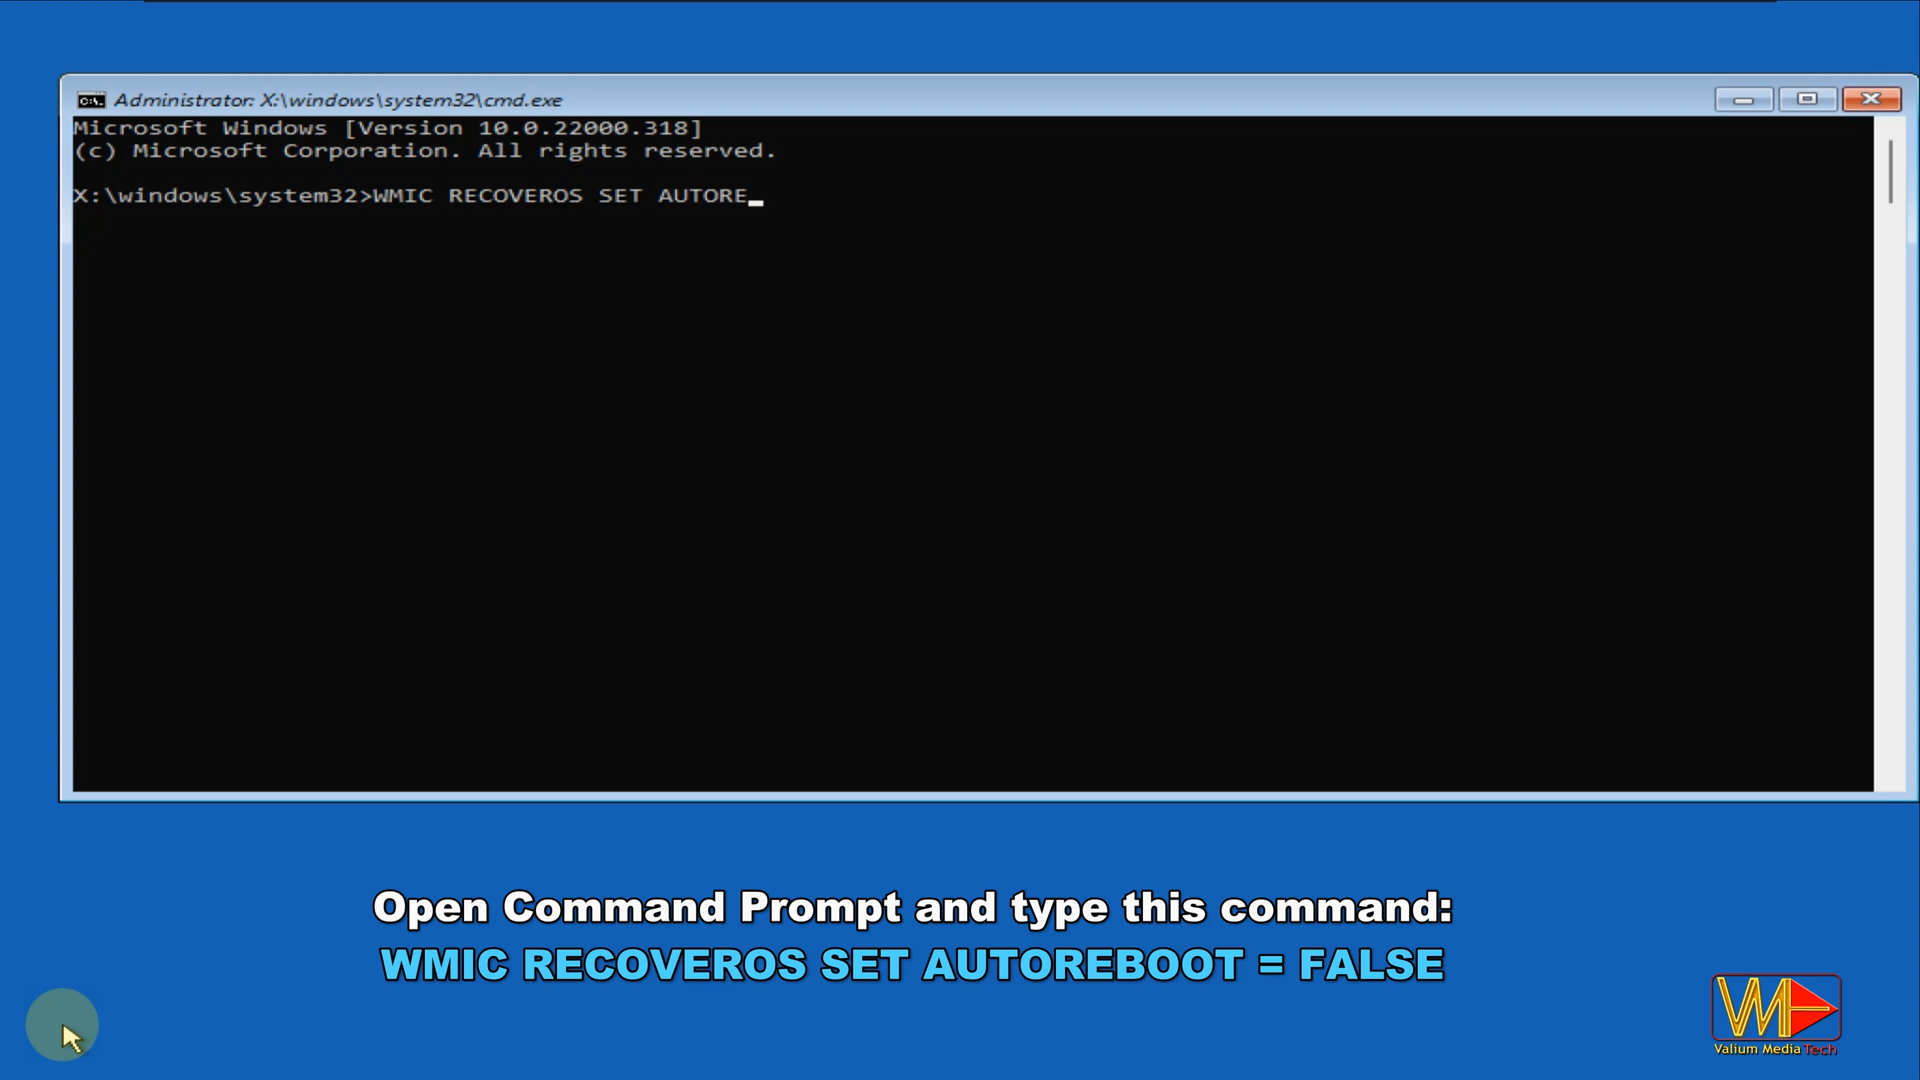 Administrator: X:\windows\system32\cmd.exe
Microsoft Windows [Version 10.0.22000.318]
(c) Microsoft Corporation. All rights reserved.
X:\windows\system32>WMIC RECOVEROS SET AUTORE_
Open Command Prompt and type this command:
WMIC RECOVEROS SET AUTOREBOOT = FALSE
Valium Media Tech